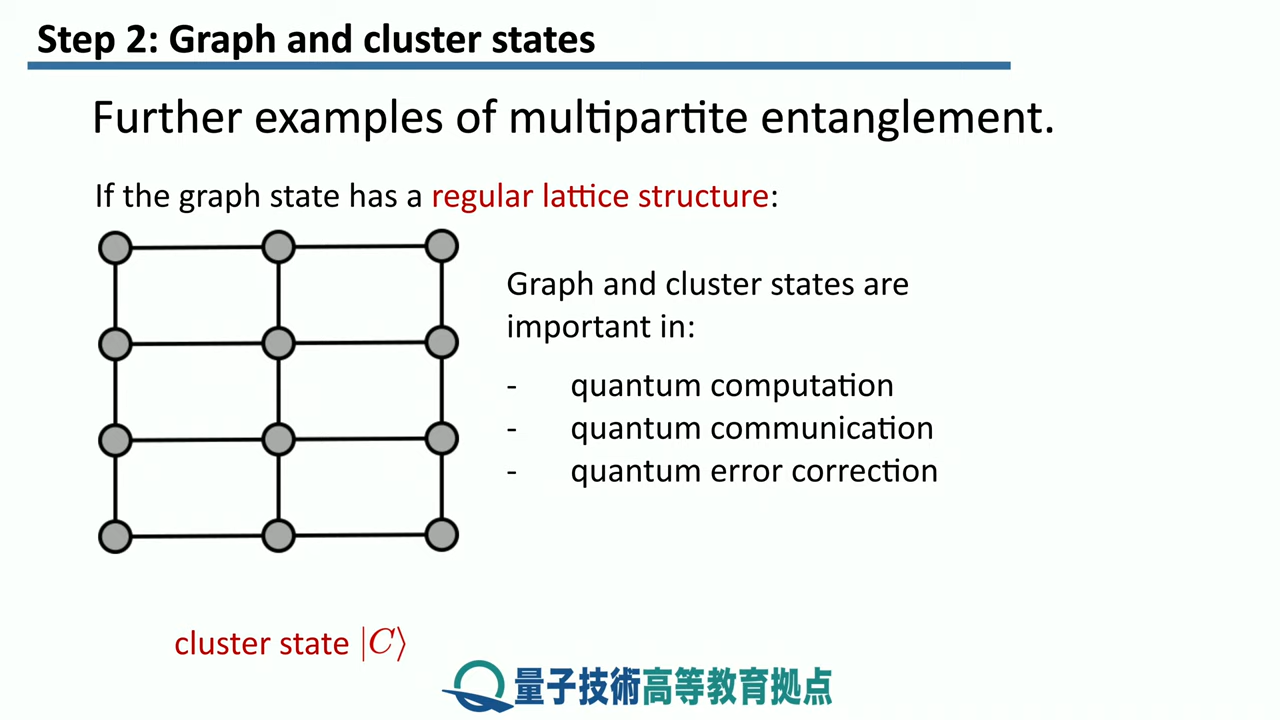 Step 2: Graph and cluster states
Further examples of multipartite entanglement.
If the graph state has a regular lattice structure:
Graph and cluster states are
important in:
- quantum computation
- quantum communication
- quantum error correction
cluster state |C⟩
量子技術高等教育拠点